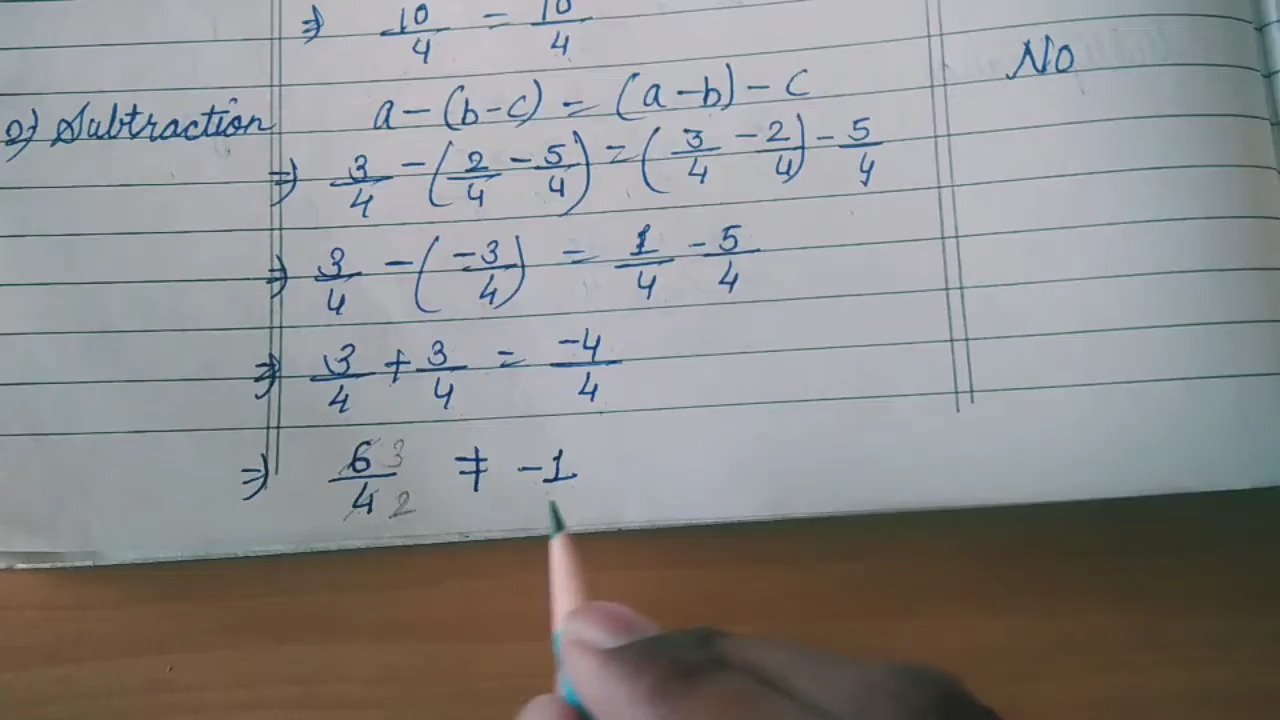 ⇒ 10/4 = 10/4
No
2) Subtraction a-(b-c) = (a-b)-c
⇒ 3/4 - (2/4 - 5/4) = (3/4 - 2/4) - 5/4
⇒ 3/4 - (-3/4) = 1/4 - 5/4
⇒ 3/4 + 3/4 = -4/4
⇒ 6/4 3/2 ≠ -1